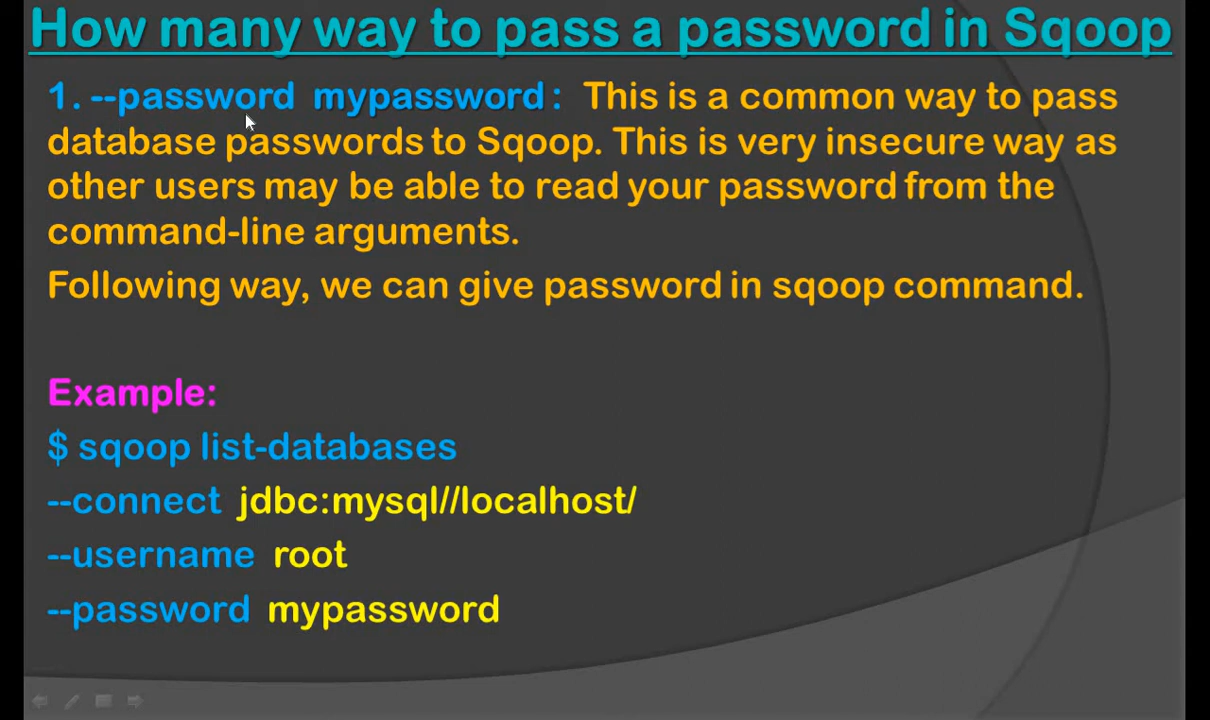 How many way to pass a password in Sqoop
1. --password mypassword : This is a common way to pass
database passwords to Sqoop. This is very insecure way as
other users may be able to read your password from the
command-line arguments.
Following way, we can give password in sqoop command.
Example:
$ sqoop list-databases
--connect jdbc:mysql//localhost/
--username root
--password mypassword